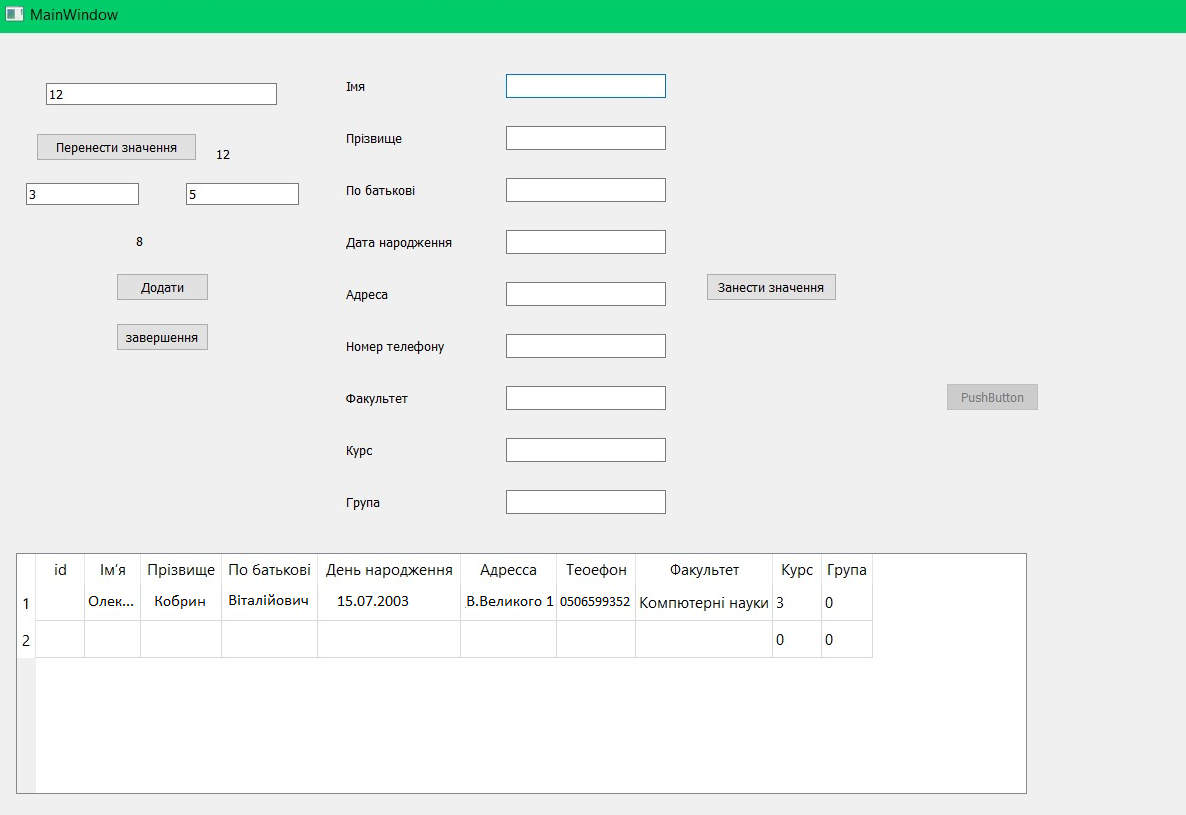 MainWindow
12
Перенести значення
12
3
5
8
Додати
завершення
Імя
Прізвище
По батькові
Дата народження
Адреса
Номер телефону
Факультет
Курс
Група
Занести значення
PushButton
id Ім'я Прізвище По батькові День народження Адресса Теоефон Факультет Курс Група
1 Олек... Кобрин Віталійович 15.07.2003 В.Великого 1 0506599352 Компютерні науки 3 0
2 0 0